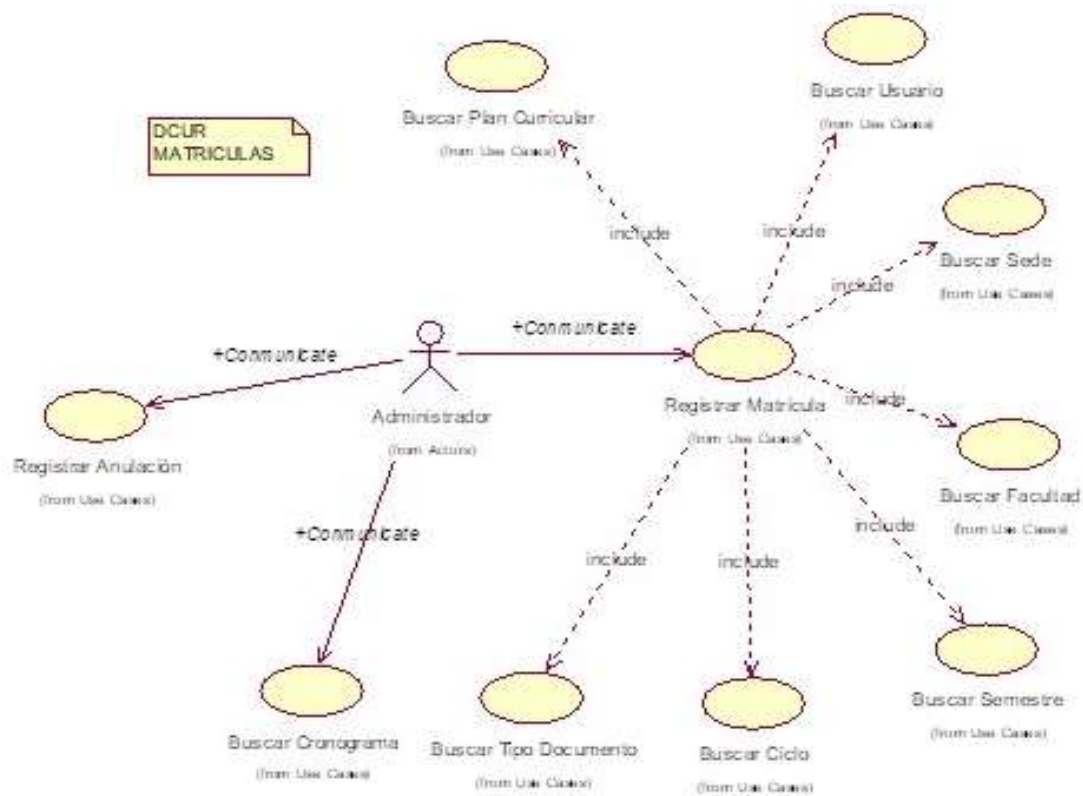 Buscar Usuario
(from Use Cases)
Buscar Plan Curricular
(from Use Cases)
DCUR
MATRICULAS
include
include
Buscar Sede
(from Use Cases)
include
+Conmunicate
+Conmunicate
Administrador
(from Actors)
Registrar Matricula
(from Use Cases)
include
Registrar Anulación
(from Use Cases)
Buscar Facultad
(from Use Cases)
+Conmunicate
include
include
include
Buscar Semestre
(from Use Cases)
Buscar Cronograma
(from Use Cases)
Buscar Tipo Documento
(from Use Cases)
Buscar Ciclo
(from Use Cases)